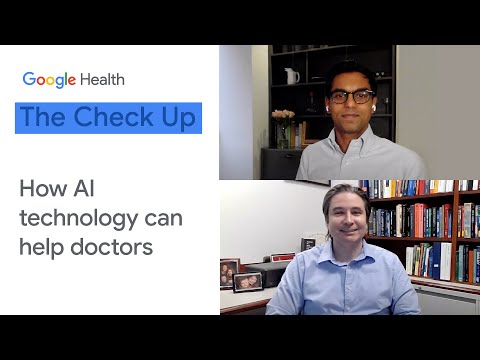 Google Health
The Check Up
How AI
technology can
help doctors